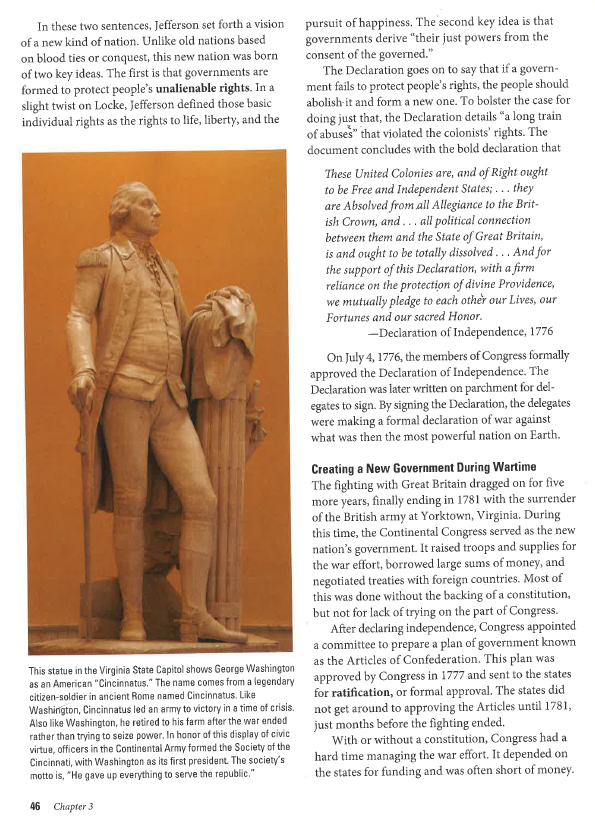 In these two sentences, Jefferson set forth a vision
of a new kind of nation. Unlike old nations based
on blood ties or conquest, this new nation was born
of two key ideas. The first is that governments are
formed to protect people's unalienable rights. In a
slight twist on Locke, Jefferson defined those basic
individual rights as the rights to life, liberty, and the
This statue in the Virginia State Capitol shows George Washington
as an American "Cincinnatus." The name comes from a legendary
citizen-soldier in ancient Rome named Cincinnatus. Like
Washington, Cincinnatus led an army to victory in a time of crisis.
Also like Washington, he retired to his farm after the war ended
rather than trying to seize power. In honor of this display of civic
virtue, officers in the Continental Army formed the Society of the
Cincinnati, with Washington as its first president. The society's
motto is, "He gave up everything to serve the republic."
pursuit of happiness. The second key idea is that
governments derive "their just powers from the
consent of the governed."
The Declaration goes on to say that if a govern-
ment fails to protect people's rights, the people should
abolish it and form a new one. To bolster the case for
doing just that, the Declaration details "a long train
of abuses" that violated the colonists' rights. The
document concludes with the bold declaration that
These United Colonies are, and of Right ought
to be Free and Independent States; . . . they
are Absolved from all Allegiance to the Brit-
ish Crown, and . . . all political connection
between them and the State of Great Britain,
is and ought to be totally dissolved . . . And for
the support of this Declaration, with a firm
reliance on the protection of divine Providence,
we mutually pledge to each other our Lives, our
Fortunes and our sacred Honor.
—Declaration of Independence, 1776
On July 4, 1776, the members of Congress formally
approved the Declaration of Independence. The
Declaration was later written on parchment for del-
egates to sign. By signing the Declaration, the delegates
were making a formal declaration of war against
what was then the most powerful nation on Earth.
Creating a New Government During Wartime
The fighting with Great Britain dragged on for five
more years, finally ending in 1781 with the surrender
of the British army at Yorktown, Virginia. During
this time, the Continental Congress served as the new
nation's government. It raised troops and supplies for
the war effort, borrowed large sums of money, and
negotiated treaties with foreign countries. Most of
this was done without the backing of a constitution,
but not for lack of trying on the part of Congress.
After declaring independence, Congress appointed
a committee to prepare a plan of government known
as the Articles of Confederation. This plan was
approved by Congress in 1777 and sent to the states
for ratification, or formal approval. The states did
not get around to approving the Articles until 1781,
just months before the fighting ended.
With or without a constitution, Congress had a
hard time managing the war effort. It depended on
the states for funding and was often short of money.
46 Chapter 3